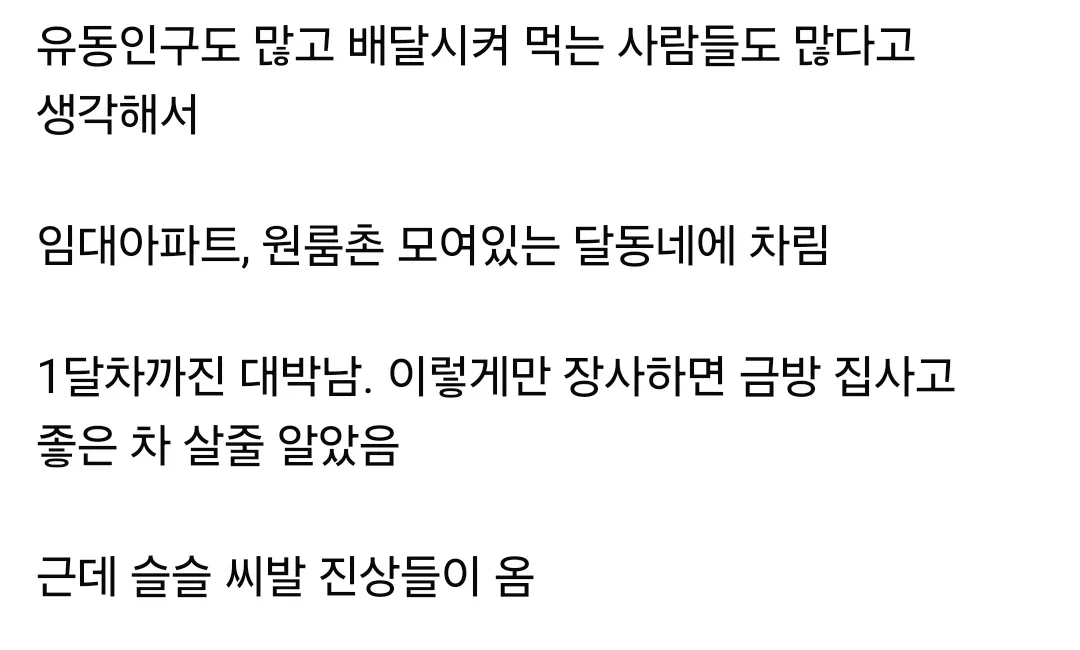 유동인구도 많고 배달시켜 먹는 사람들도 많다고
생각해서
임대아파트, 원룸촌 모여있는 달동네에 차림
1달차까진 대박남. 이렇게만 장사하면 금방 집사고
좋은 차 살줄 알았음
근데 슬슬 씨발 진상들이 옴